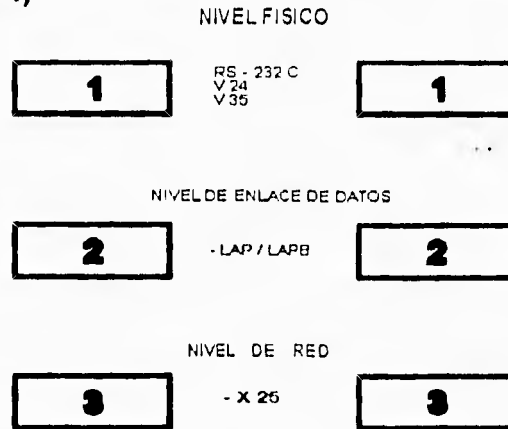 NIVEL FISICO
1
RS - 232 C
V 24
V 35
1
NIVEL DE ENLACE DE DATOS
2
- LAP / LAPB
2
NIVEL DE RED
3
- X 25
3